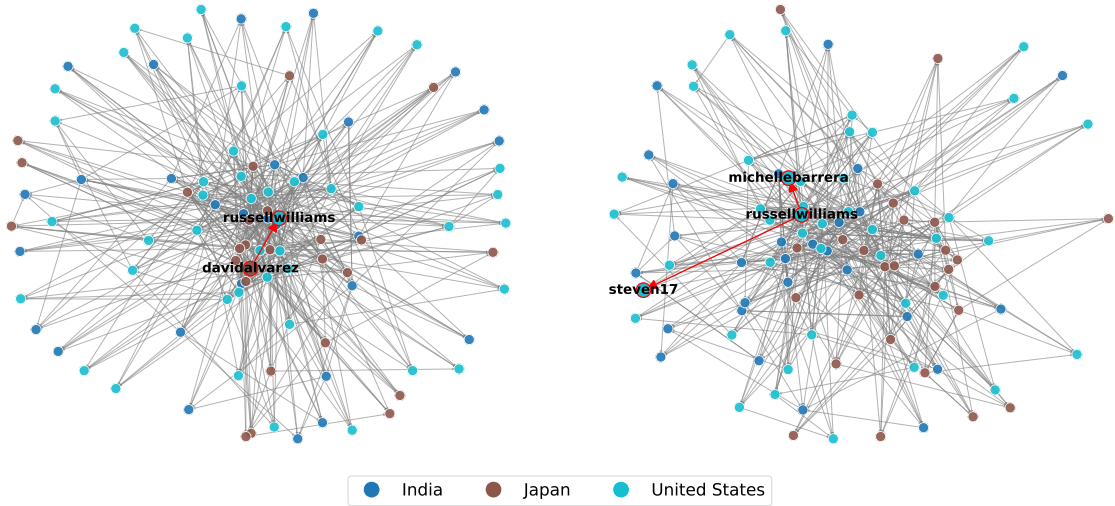 russellwilliams
davidalvarez
michellebarrera
russellwilliams
steven17
India
Japan
United States